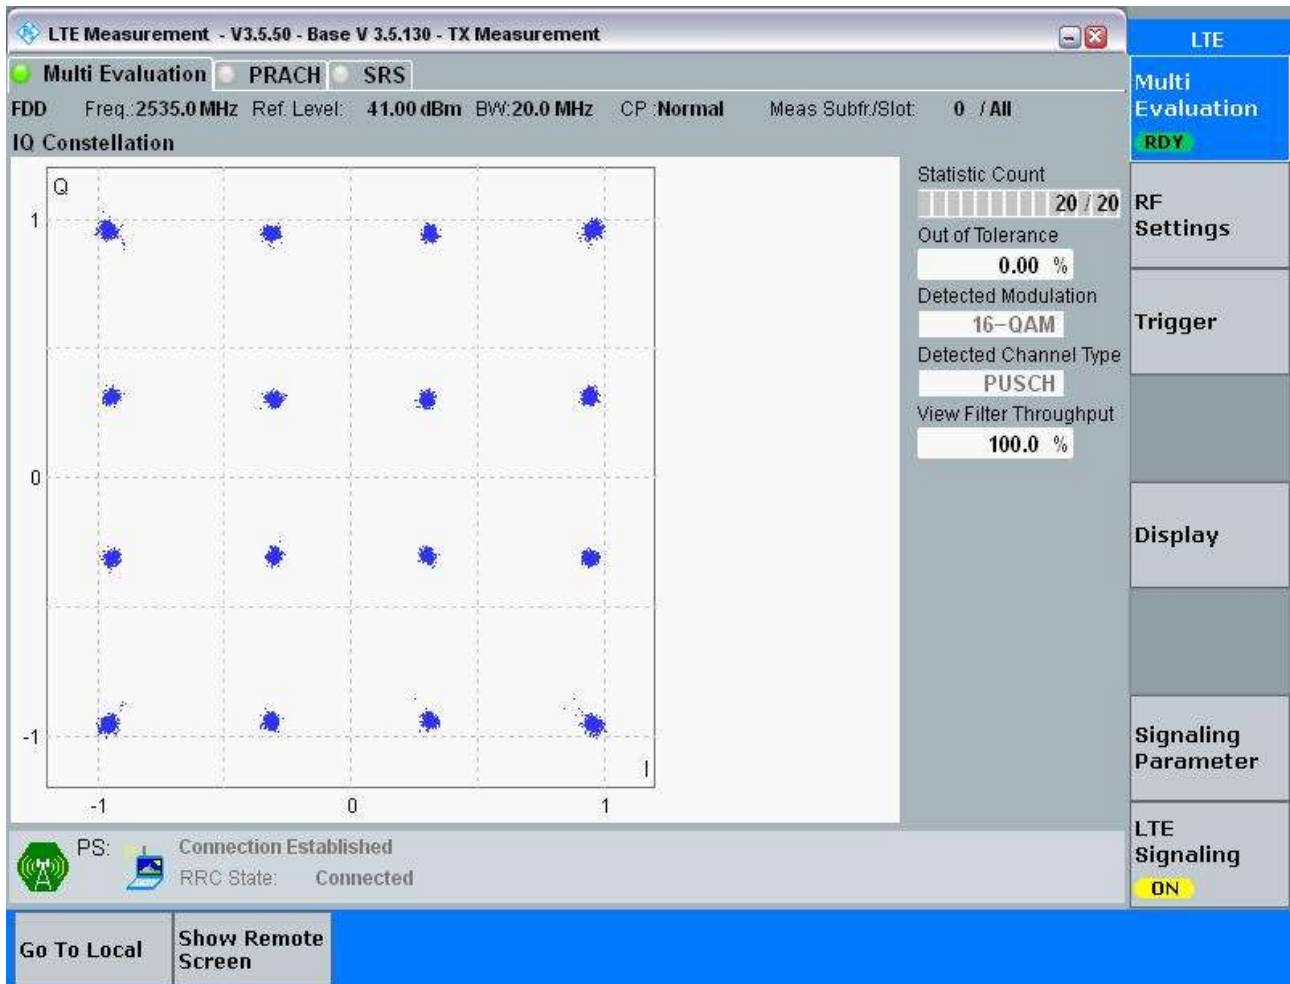 LTE Measurement - V3.5.50 - Base V 3.5.130 - TX Measurement
LTE
Multi Evaluation PRACH SRS
FDD Freq.:2535.0 MHz Ref. Level: 41.00 dBm BW:20.0 MHz CP :Normal Meas Subfr./Slot: 0 / All
IQ Constellation
Q
1
0
-1
I
-1 0 1
Statistic Count
20 / 20
Out of Tolerance
0.00 %
Detected Modulation
16-QAM
Detected Channel Type
PUSCH
View Filter Throughput
100.0 %
Multi
Evaluation
RDY
RF
Settings
Trigger
Display
Signaling
Parameter
LTE
Signaling
ON
PS: Connection Established
RRC State: Connected
Go To Local
Show Remote
Screen